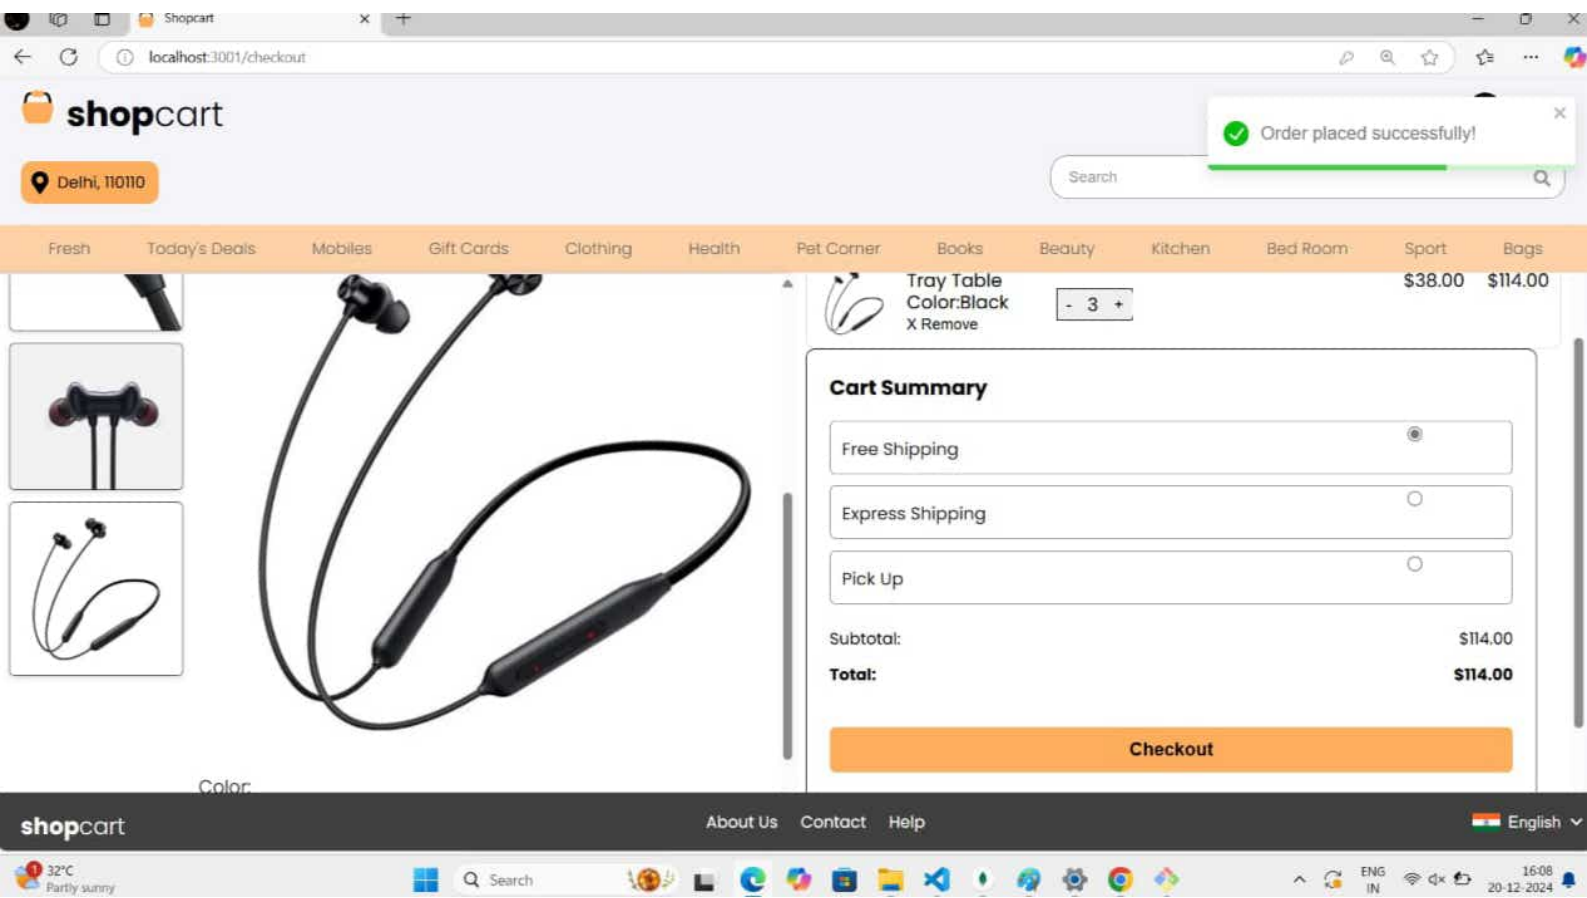 Shopcart
localhost:3001/checkout
shopcart
Order placed successfully!
Delhi, 110110
Search
Fresh Today's Deals Mobiles Gift Cards Clothing Health Pet Corner Books Beauty Kitchen Bed Room Sport Bags
Tray Table
Color:Black
X Remove
- 3 +
$38.00 $114.00
Cart Summary
Free Shipping
Express Shipping
Pick Up
Subtotal: $114.00
Total: $114.00
Checkout
Color:
shopcart About Us Contact Help English
1
32°C
Partly sunny
Search
ENG
IN
16:08
20-12-2024